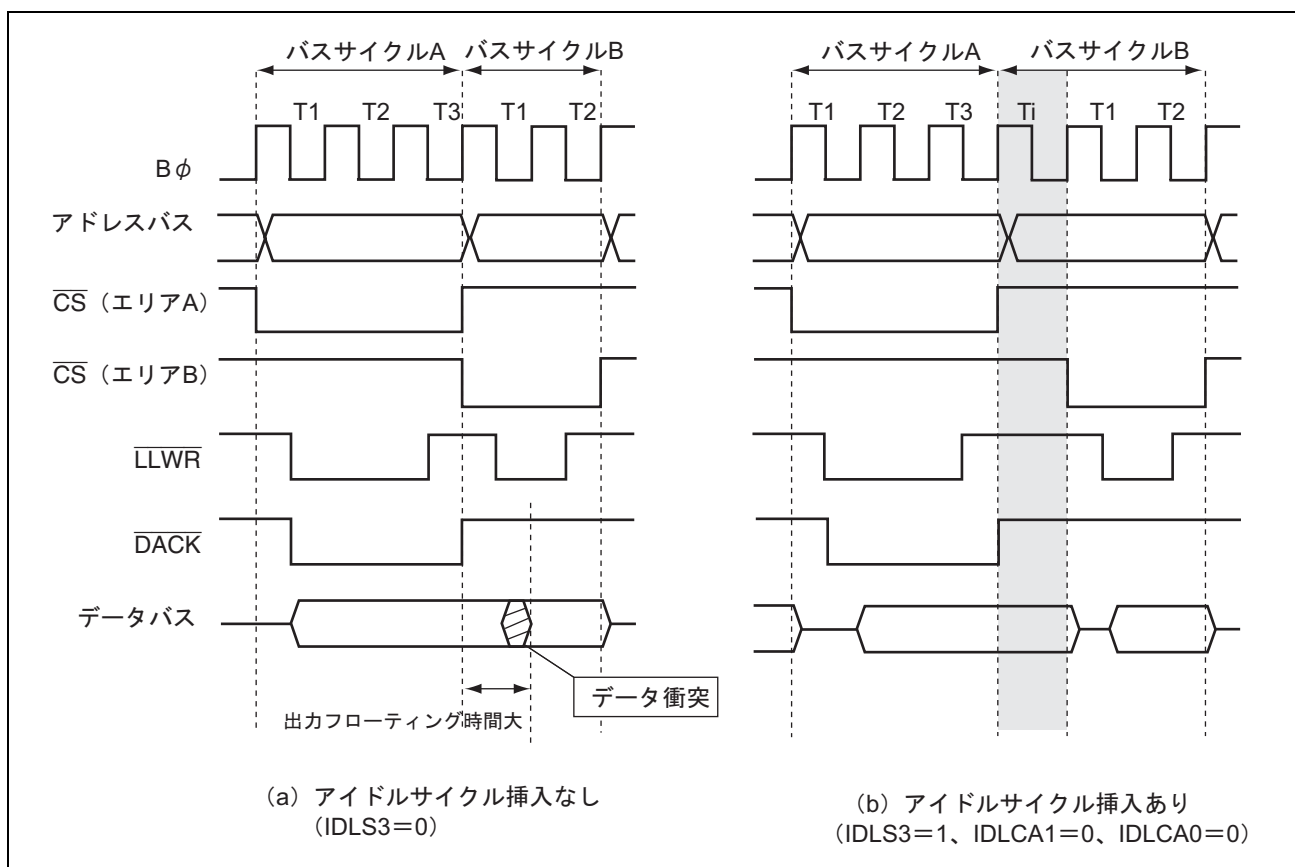 バスサイクルA バスサイクルB
T1 T2 T3 T1 T2
Bφ
アドレスバス
CS（エリアA）
CS（エリアB）
LLWR
DACK
データバス
データ衝突
出力フローティング時間大
(a) アイドルサイクル挿入なし
(IDLS3＝0)
バスサイクルA バスサイクルB
T1 T2 T3 Ti T1 T2
(b) アイドルサイクル挿入あり
(IDLS3＝1、IDLCA1＝0、IDLCA0＝0)